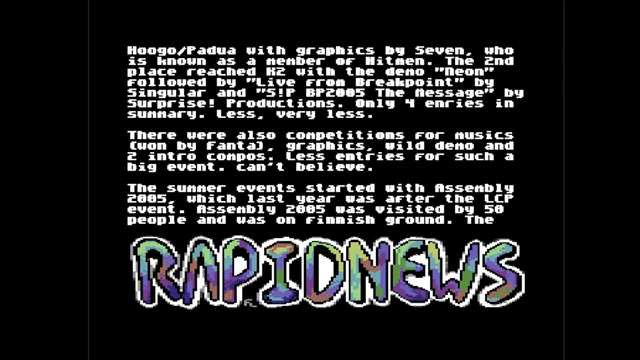 Hoogo/Padua with graphics by Seven, who
is known as a member of Hitmen. The 2nd
place reached K2 with the demo "Neon"
followed by "Live from Breakpoint" by
Singular and "S!P BP2005 The Message" by
Surprise! Productions. Only 4 enries in
summary. Less, very less.
There were also competitions for musics
(won by fanta), graphics, wild demo and
2 intro compos. Less entries for such a
big event. Can't believe.
The summer events started with Assembly
2005, which last year was after the LCP
event. Assembly 2005 was visited by 50
people and was on finnish ground. The
RAPIDNEWS